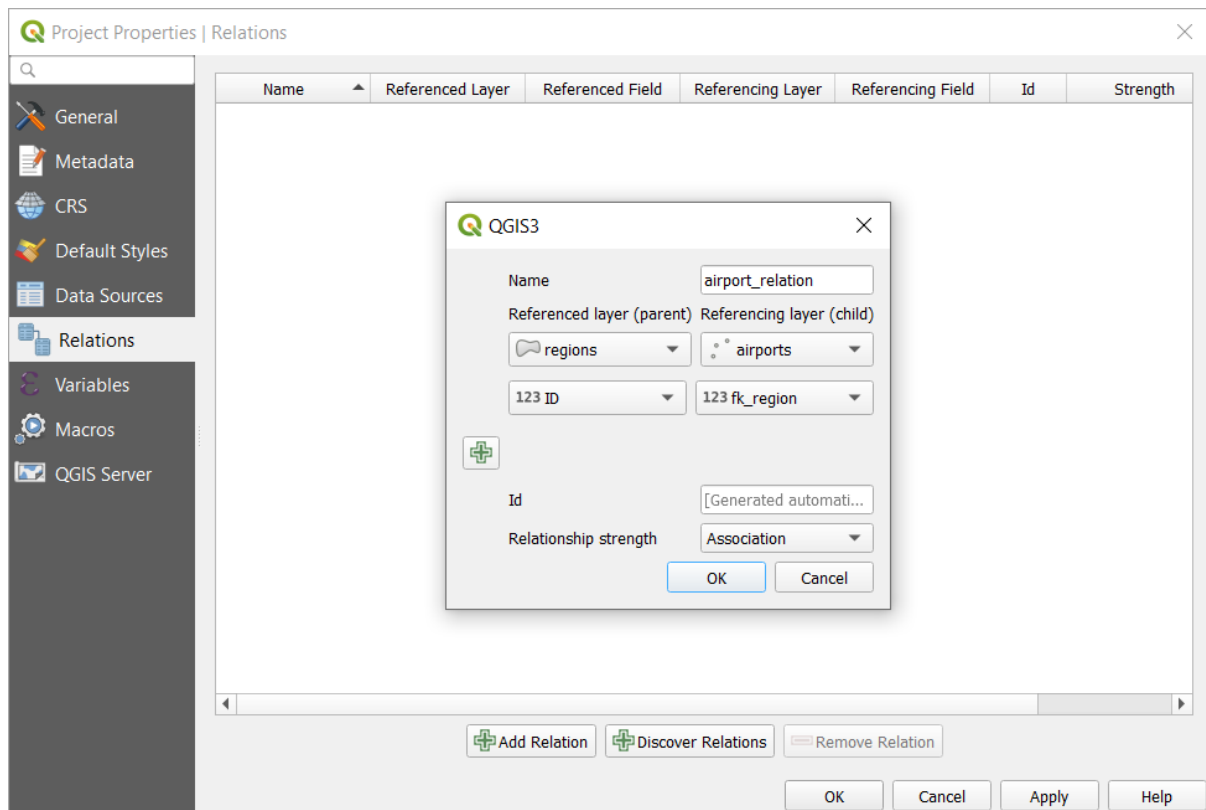 Project Properties | Relations
General
Metadata
CRS
Default Styles
Data Sources
Relations
Variables
Macros
QGIS Server
Name Referenced Layer Referenced Field Referencing Layer Referencing Field Id Strength
QGIS3
Name airport_relation
Referenced layer (parent) Referencing layer (child)
regions airports
123 ID 123 fk_region
Id [Generated automati...
Relationship strength Association
OK Cancel
Add Relation Discover Relations Remove Relation
OK Cancel Apply Help